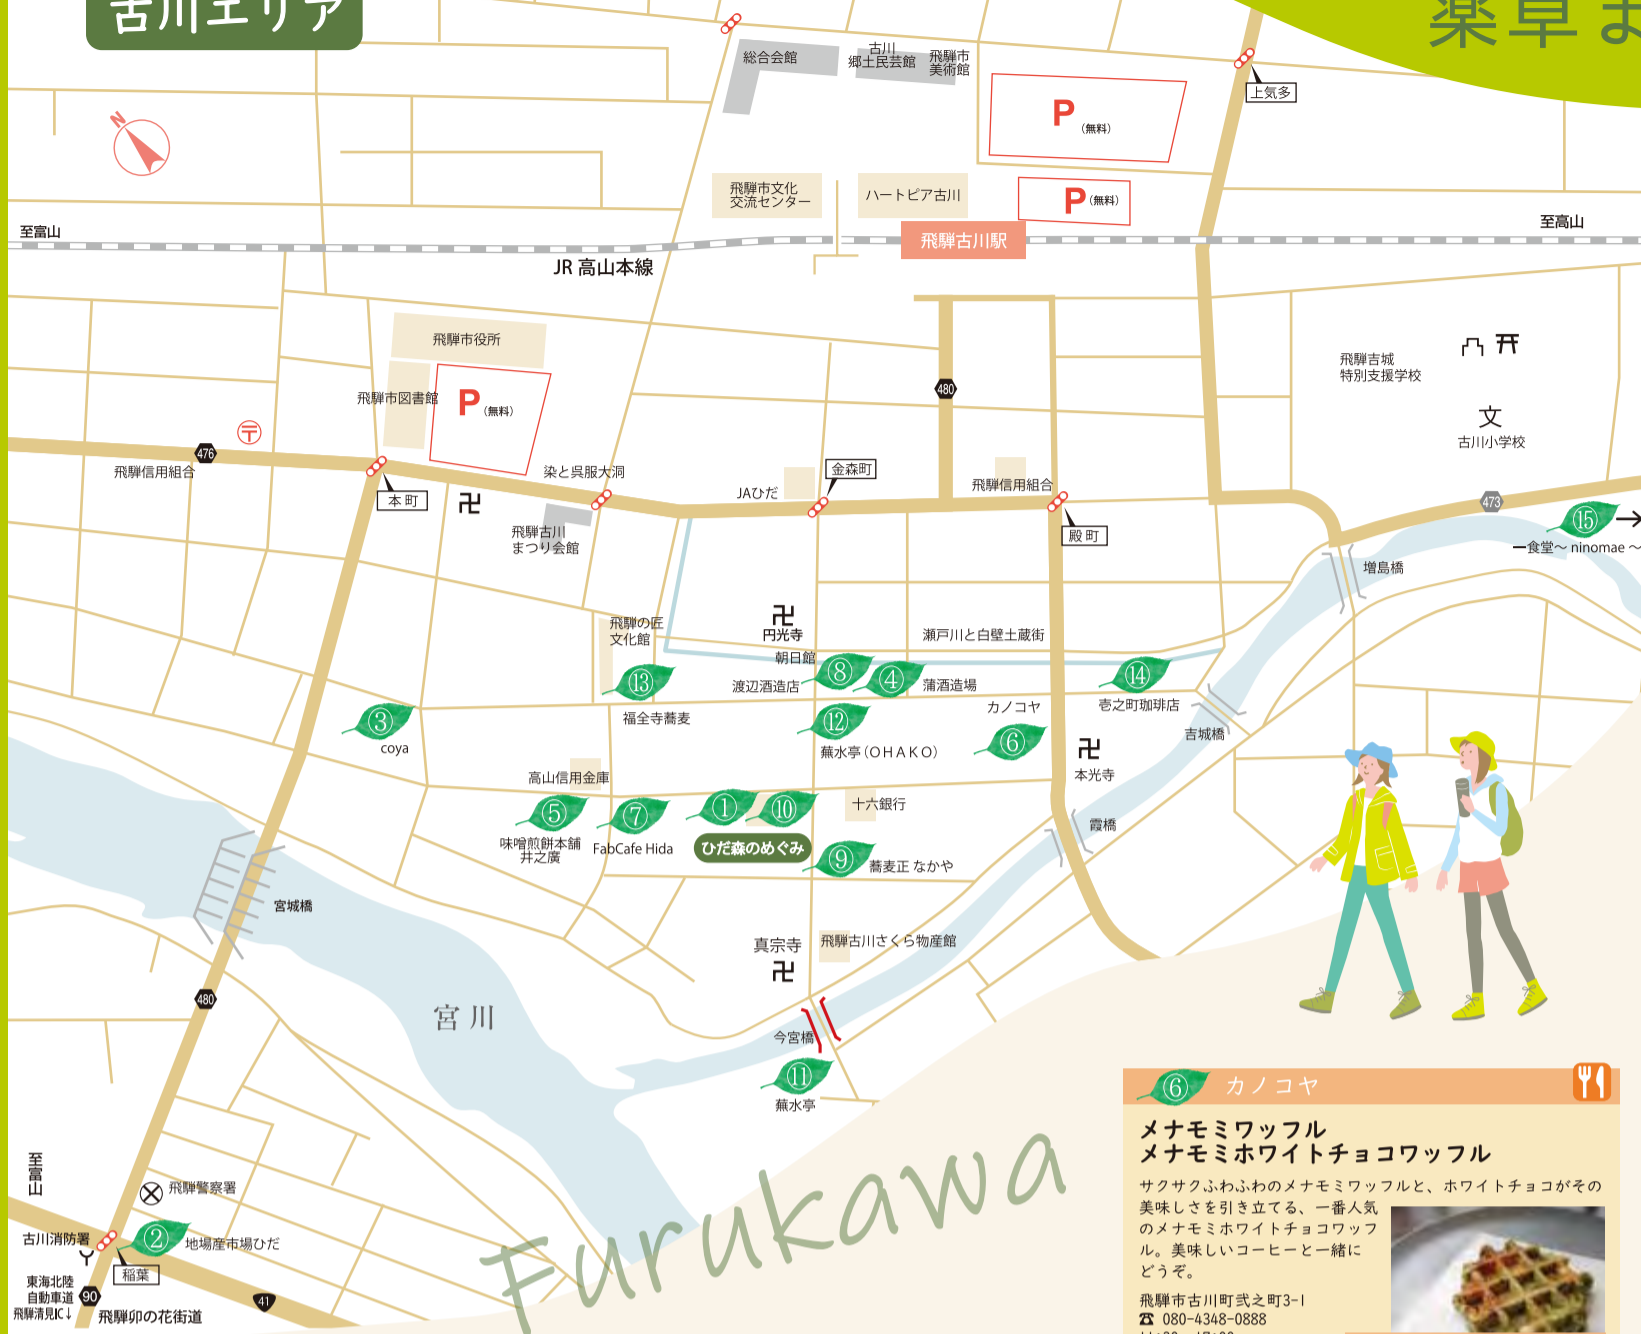 古川エリア
薬草ま
総合会館
古川
郷土民芸館
飛騨市
美術館
上気多
N
P
(無料)
飛騨市文化
交流センター
ハートピア古川
P
(無料)
至富山
飛騨古川駅
至高山
JR 高山本線
飛騨市役所
飛騨市図書館
P
(無料)
480
飛騨吉城
特別支援学校
文
古川小学校
476
飛騨信用組合
本町
染と呉服大洞
JAひだ
金森町
飛騨信用組合
殿町
473
⑮
一食堂～ ninomae ～
飛騨古川
まつり会館
増島橋
飛騨の匠
文化館
円光寺
瀬戸川と白壁土蔵街
朝日館
⑬
渡辺酒造店
⑧
④
蒲酒造場
⑭
壱之町珈琲店
福全寺蕎麦
③
coya
⑫
蕪水亭(OHAKO)
カノコヤ
⑥
吉城橋
本光寺
高山信用金庫
⑤
味噌煎餅本舗
井之廣
⑦
FabCafe Hida
①
⑩
ひだ森のめぐみ
十六銀行
霞橋
⑨
蕎麦正 なかや
宮城橋
真宗寺
飛騨古川さくら物産館
480
宮川
今宮橋
⑪
蕪水亭
至富山
飛騨警察署
古川消防署
②
地場産市場ひだ
稲葉
東海北陸
自動車道
飛騨清見IC↓
90
飛騨卯の花街道
41
Furukawa
⑥
カノコヤ
メナモミワッフル
メナモミホワイトチョコワッフル
サクサクふわふわのメナモミワッフルと、ホワイトチョコがその
美味しさを引き立てる、一番人気
のメナモミホワイトチョコワッフ
ル。美味しいコーヒーと一緒に
どうぞ。
飛騨市古川町弐之町3-1
☎ 080-4348-0888